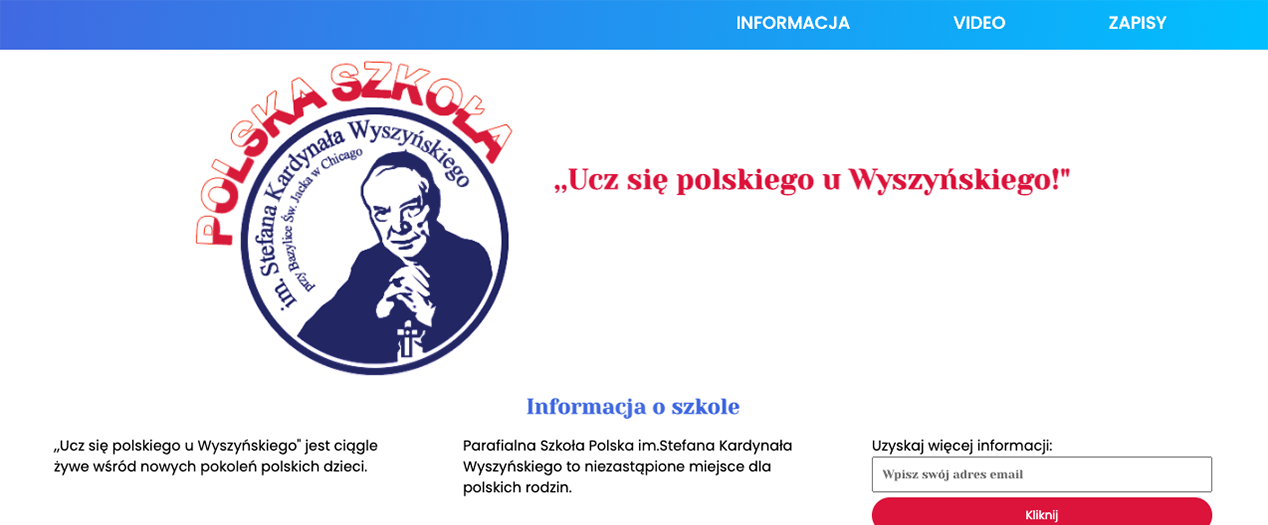 INFORMACJA VIDEO ZAPISY
POLSKA SZKOŁA
im. Stefana Kardynała Wyszyńskiego
przy Bazylice Św. Jacka w Chicago
,,Ucz się polskiego u Wyszyńskiego!"
Informacja o szkole
,,Ucz się polskiego u Wyszyńskiego" jest ciągle
żywe wśród nowych pokoleń polskich dzieci.
Parafialna Szkoła Polska im.Stefana Kardynała
Wyszyńskiego to niezastąpione miejsce dla
polskich rodzin.
Uzyskaj więcej informacji:
Wpisz swój adres email
Kliknij